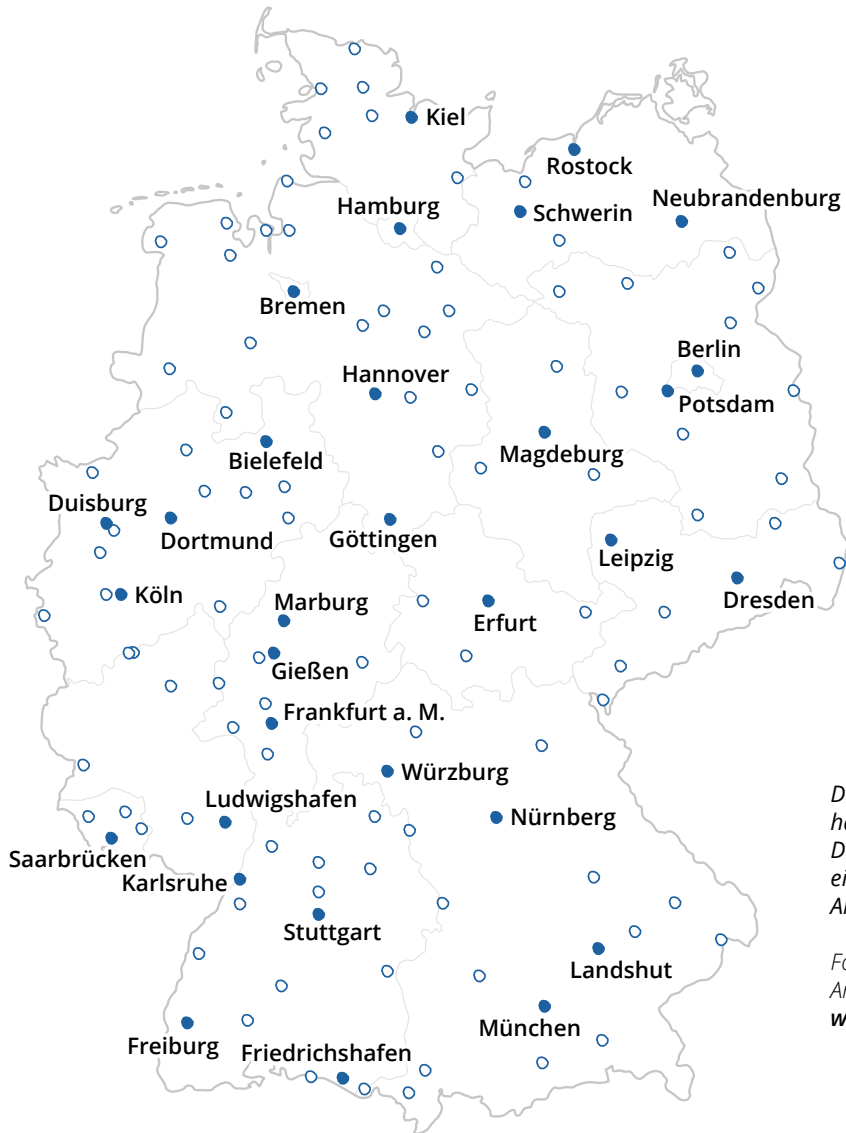 Kiel
Rostock
Neubrandenburg
Hamburg
Schwerin
Bremen
Berlin
Hannover
Potsdam
Bielefeld
Magdeburg
Duisburg
Dortmund
Göttingen
Leipzig
Köln
Marburg
Erfurt
Dresden
Gießen
Frankfurt a. M.
Würzburg
Ludwigshafen
Nürnberg
Saarbrücken
Karlsruhe
Stuttgart
Landshut
München
Freiburg
Friedrichshafen